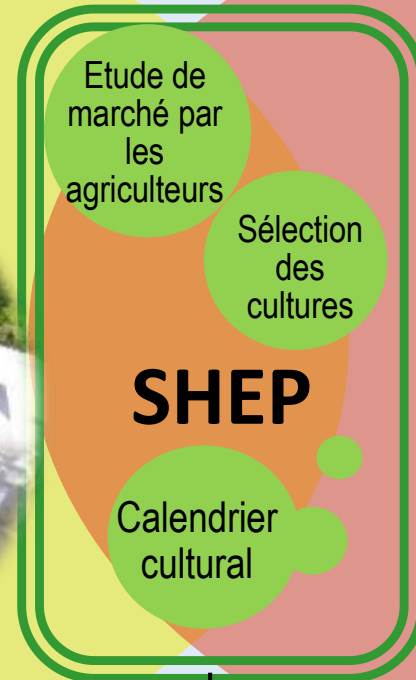 Etude de
marché par
les
agriculteurs
Sélection
des
cultures
SHEP
Calendrier
cultural